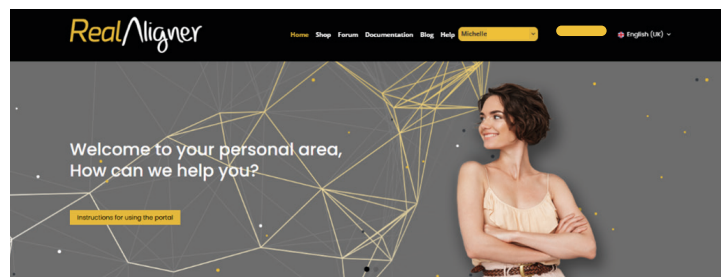 RealAligner
Home Shop Forum Documentation Blog Help Michelle English (UK)
Welcome to your personal area,
How can we help you?
Instructions for using the portal